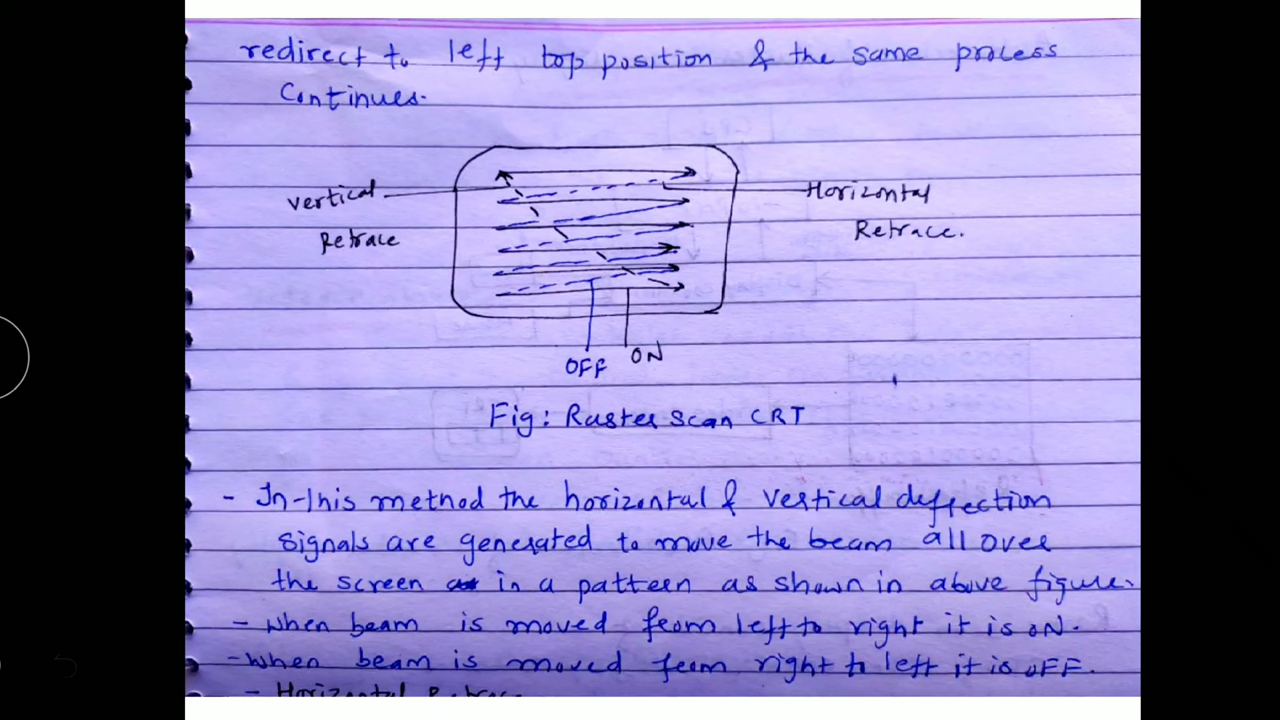 redirect to left top position & the same process
Continues.
Vertical
Retrace
Horizontal
Retrace.
OFF
ON
Fig: Raster Scan CRT
- In this method the horizontal & vertical deflection
signals are generated to move the beam all over
the screen in a pattern as shown in above figure.
- When beam is moved from left to right it is ON.
- When beam is moved from right to left it is OFF.
- Horizontal Retrace